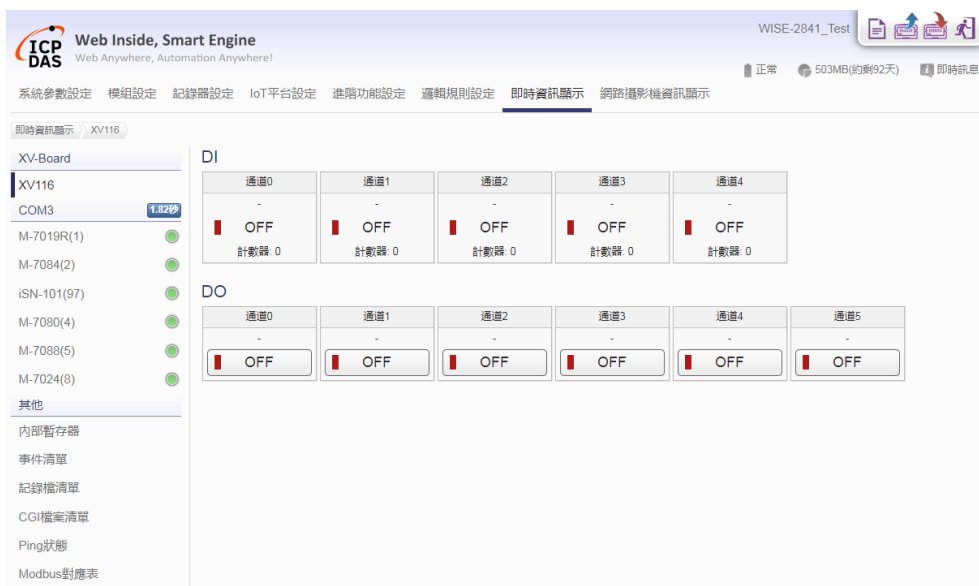 ICP DAS
Web Inside, Smart Engine
Web Anywhere, Automation Anywhere!
WISE-2841_Test
正常 503MB(約剩92天) 即時訊息
系統參數設定 模組設定 記錄器設定 IoT平台設定 進階功能設定 邏輯規則設定 即時資訊顯示 網路攝影機資訊顯示
即時資訊顯示 XV116
XV-Board
XV116
COM3 1.82秒
M-7019R(1)
M-7084(2)
iSN-101(97)
M-7080(4)
M-7088(5)
M-7024(8)
其他
內部暫存器
事件清單
記錄檔清單
CGI檔案清單
Ping狀態
Modbus對應表
DI
通道0 通道1 通道2 通道3 通道4
- - - - -
OFF OFF OFF OFF OFF
計數器: 0 計數器: 0 計數器: 0 計數器: 0 計數器: 0
DO
通道0 通道1 通道2 通道3 通道4 通道5
- - - - - -
OFF OFF OFF OFF OFF OFF